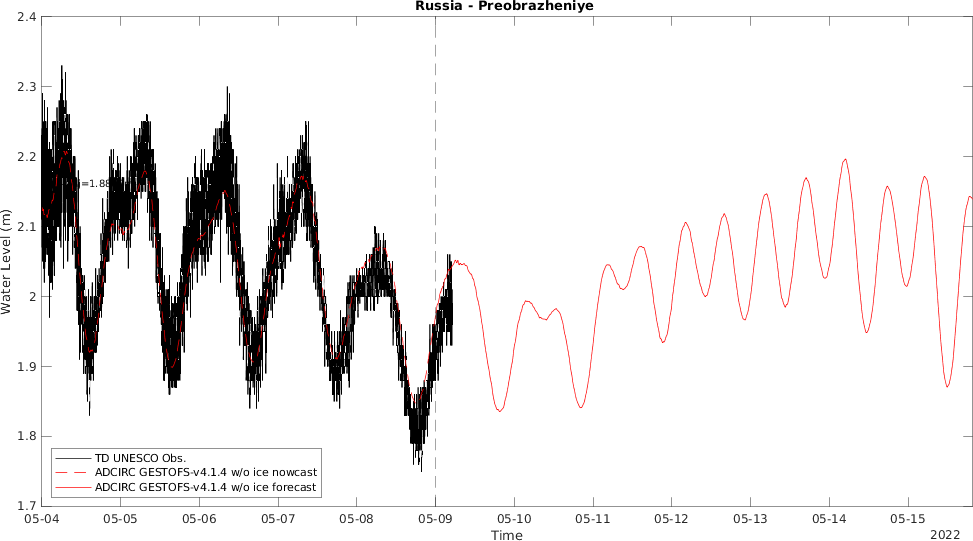 Russia - Preobrazheniye
2.4
2.3
2.2
2.1
2
1.9
1.8
1.7
Water Level (m)
TD UNESCO Obs.
ADCIRC GESTOFS-v4.1.4 w/o ice nowcast
ADCIRC GESTOFS-v4.1.4 w/o ice forecast
05-04 05-05 05-06 05-07 05-08 05-09 05-10 05-11 05-12 05-13 05-14 05-15
Time
2022